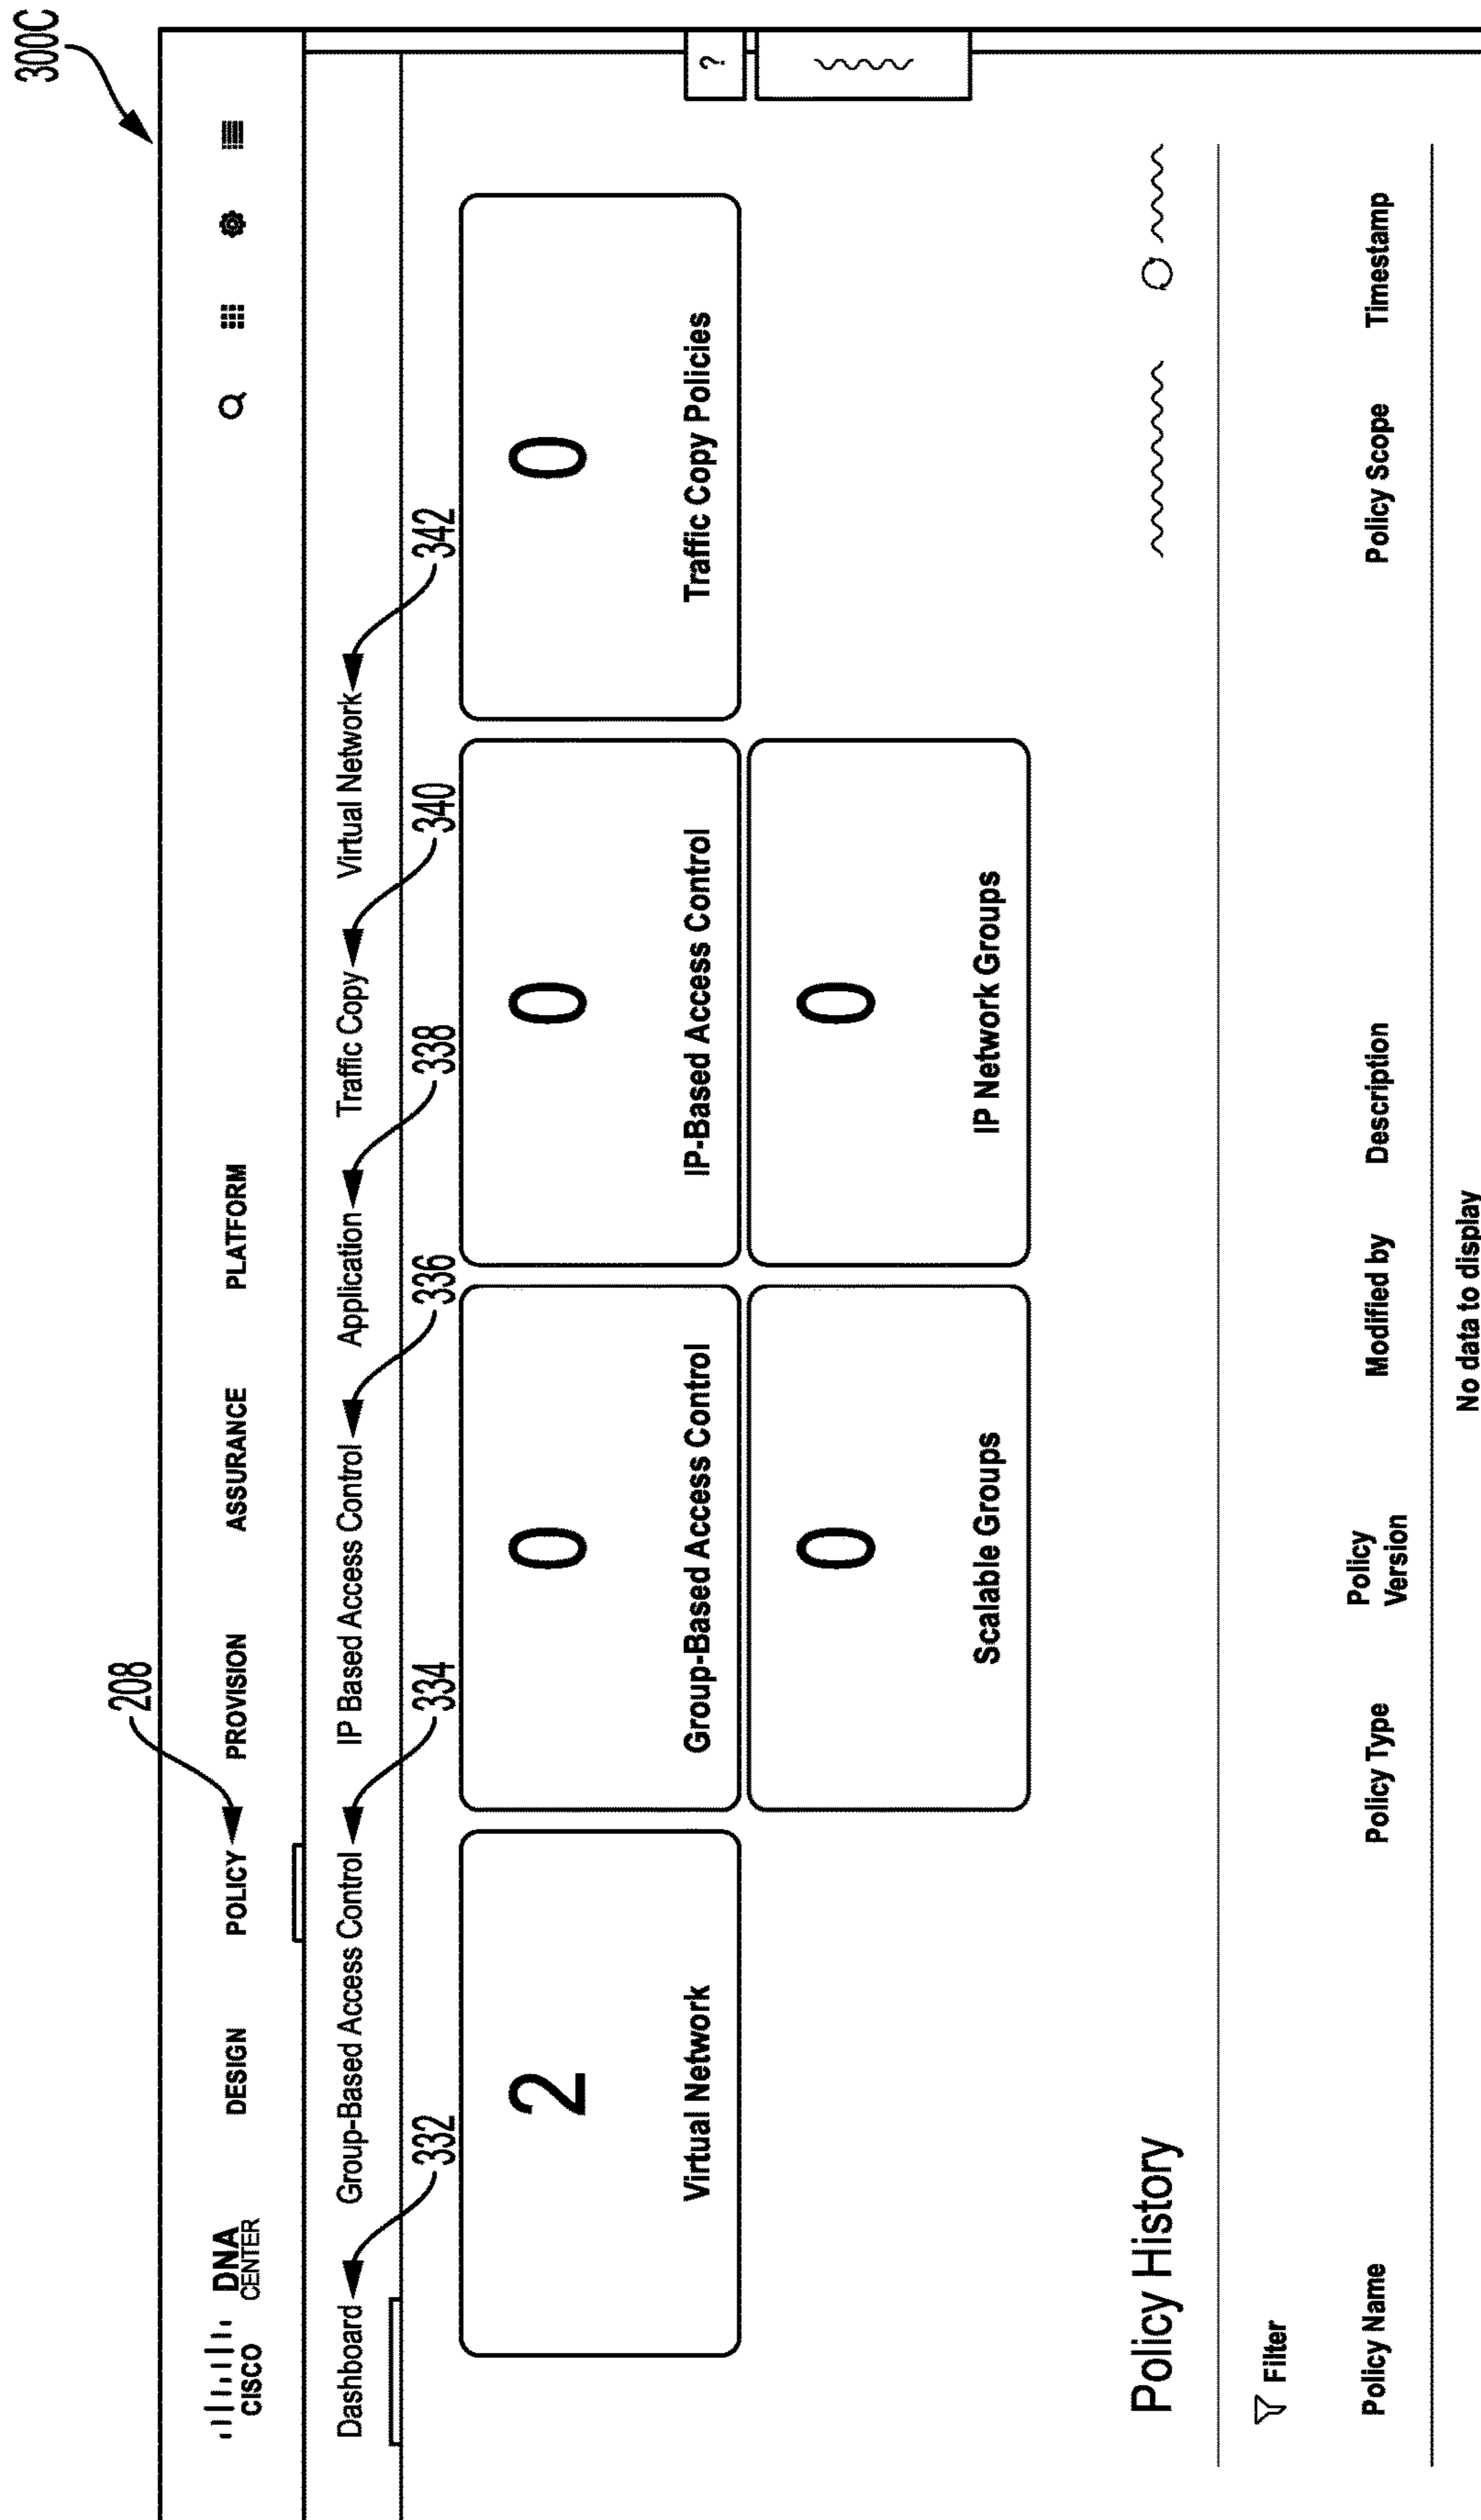 300C
208
CISCO DNA CENTER
DESIGN POLICY PROVISION ASSURANCE PLATFORM
Dashboard Group-Based Access Control IP Based Access Control Application Traffic Copy Virtual Network
332 334 336 338 340 342
2 0 0 0
Virtual Network Group-Based Access Control IP-Based Access Control Traffic Copy Policies
?
0 0
Scalable Groups IP Network Groups
Policy History
Filter
Policy Name Policy Type Policy Version Modified by Description Policy Scope Timestamp
No data to display